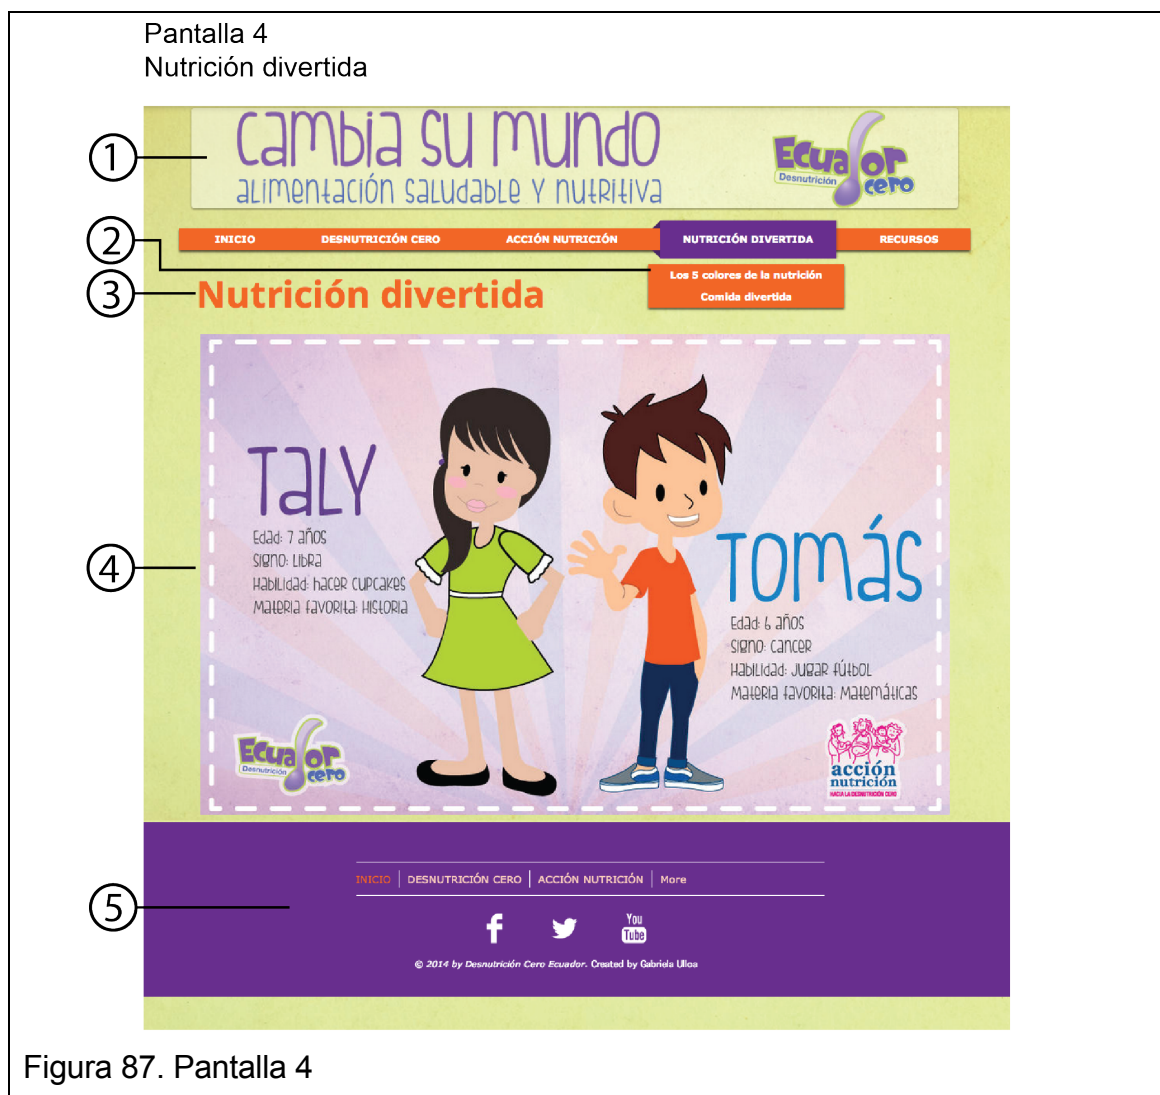 Pantalla 4
Nutrición divertida
1
cambia su mundo
alimentación saludable y nutritiva
Ecuador
Desnutrición
cero
2
INICIO DESNUTRICIÓN CERO ACCIÓN NUTRICIÓN NUTRICIÓN DIVERTIDA RECURSOS
Los 5 colores de la nutrición
Comida divertida
3
Nutrición divertida
Taly
Edad: 7 años
Signo: Libra
Habilidad: hacer cupcakes
Materia favorita: Historia
4
Tomás
Edad: 6 años
Signo: cancer
Habilidad: Jugar fútbol
Materia favorita: Matemáticas
Ecuador
Desnutrición
cero
acción
nutrición
HACIA LA DESNUTRICIÓN CERO
5
INICIO DESNUTRICIÓN CERO ACCIÓN NUTRICIÓN More
f
You
Tube
© 2014 by Desnutrición Cero Ecuador. Created by Gabriela Ulloa
Figura 87. Pantalla 4